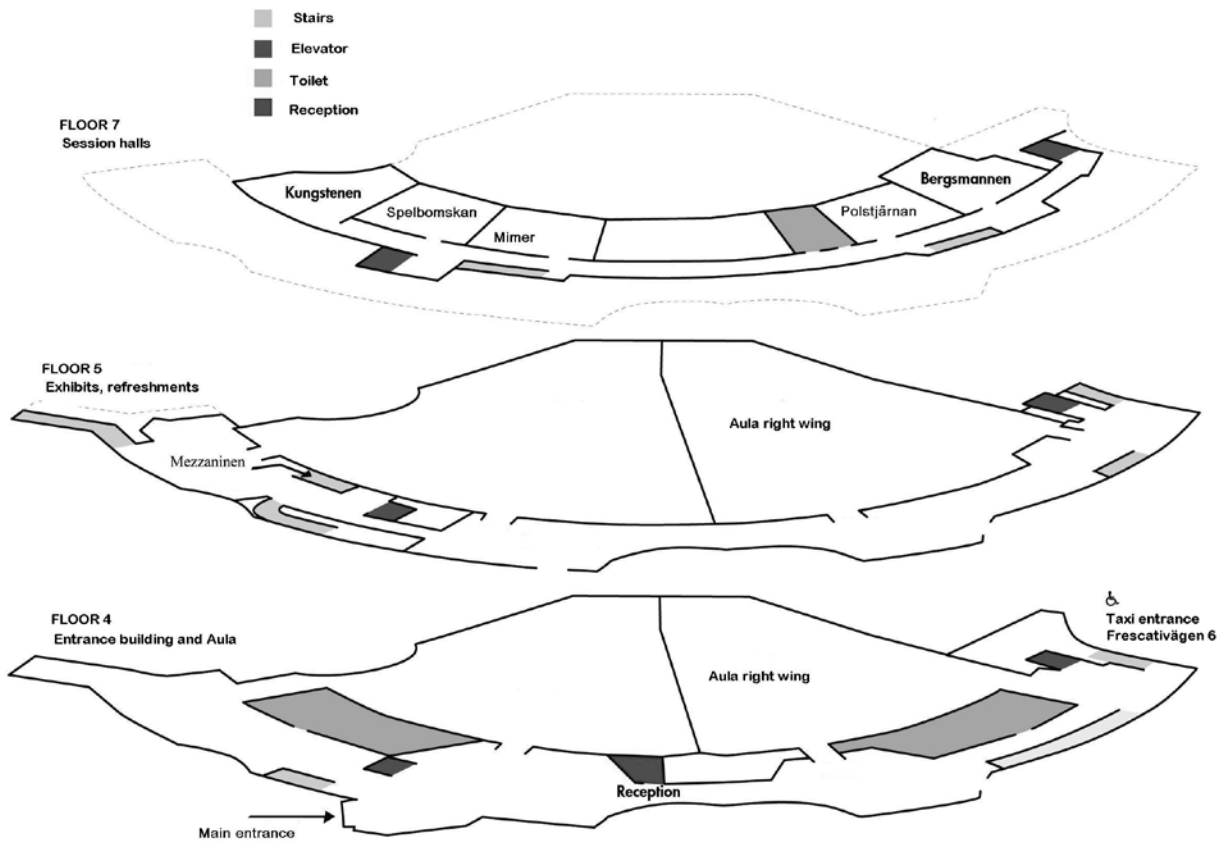 Stairs
Elevator
Toilet
Reception
FLOOR 7
Session halls
Kungstenen
Spelbomskan
Mimer
Polstjärnan
Bergsmannen
FLOOR 5
Exhibits, refreshments
Mezzaninen
Aula right wing
FLOOR 4
Entrance building and Aula
Aula right wing
Taxi entrance
Frescativägen 6
Reception
Main entrance